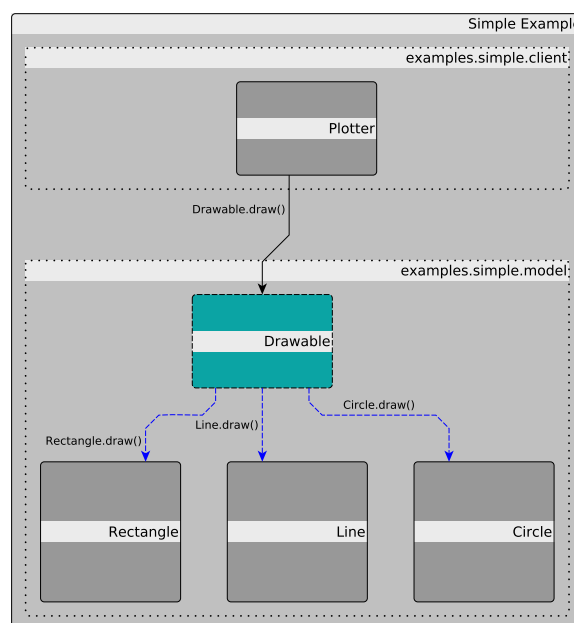 Simple Example
examples.simple.client
Plotter
Drawable.draw()
examples.simple.model
Drawable
Circle.draw()
Line.draw()
Rectangle.draw()
Rectangle
Line
Circle